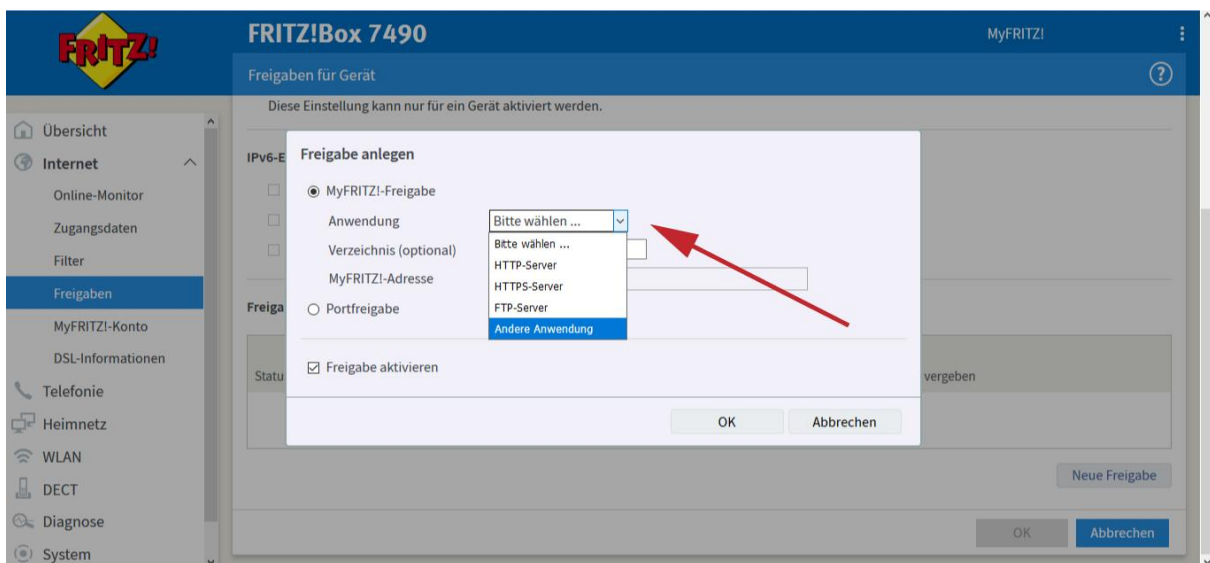 FRITZ!
FRITZ!Box 7490
MyFRITZ!
Freigaben für Gerät
?
Diese Einstellung kann nur für ein Gerät aktiviert werden.
Übersicht
Internet
Online-Monitor
Zugangsdaten
Filter
Freigaben
MyFRITZ!-Konto
DSL-Informationen
Telefonie
Heimnetz
WLAN
DECT
Diagnose
System
IPv6-E
Freigabe anlegen
MyFRITZ!-Freigabe
Anwendung
Bitte wählen ...
Verzeichnis (optional)
MyFRITZ!-Adresse
Bitte wählen ...
HTTP-Server
HTTPS-Server
FTP-Server
Andere Anwendung
Freiga
Portfreigabe
Statu
Freigabe aktivieren
vergeben
OK
Abbrechen
Neue Freigabe
OK
Abbrechen